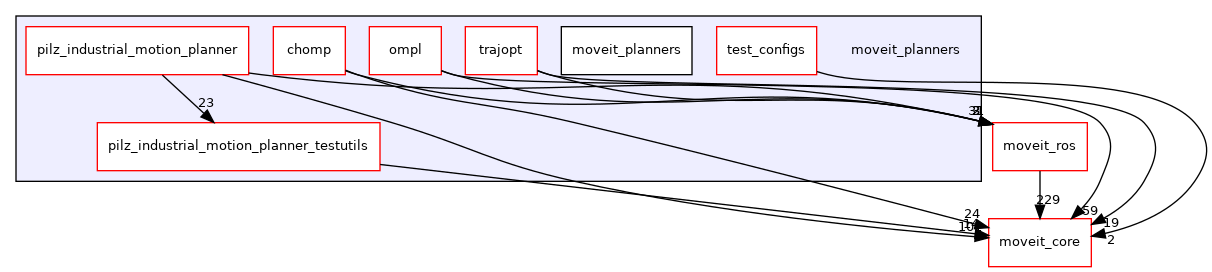 pilz_industrial_motion_planner
chomp
ompl
trajopt
moveit_planners
test_configs
moveit_planners
23
pilz_industrial_motion_planner_testutils
moveit_ros
229
24
59
19
2
moveit_core